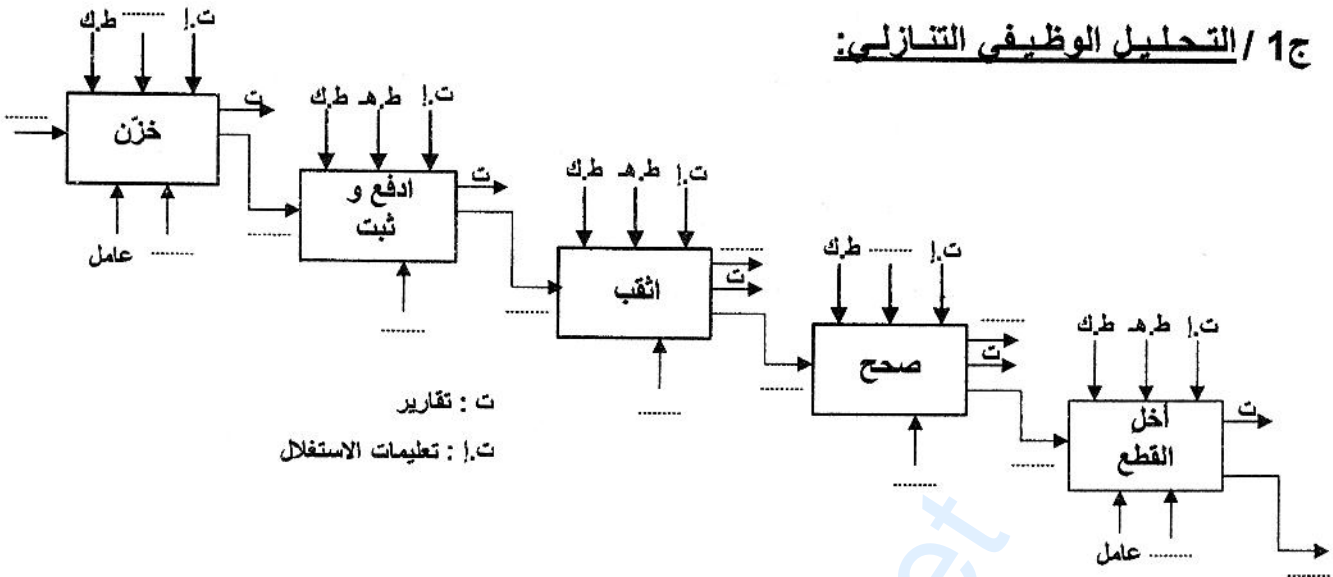 ج1 / التحليل الوظيفي التنازلي:
ط.ك ........ ت.إ
........ خزّن ت
عامل ........
ط.ك ط.هـ ت.إ
........ ادفع و ت
ثبت
........
ط.ك ط.هـ ت.إ
........ اثقب ........
ت
........
ط.ك ........ ت.إ
........ صحح ........
ت
........
ط.ك ط.هـ ت.إ
........ أخل ت
القطع
عامل ........
........
ت : تقارير
ت.إ : تعليمات الاستغلال